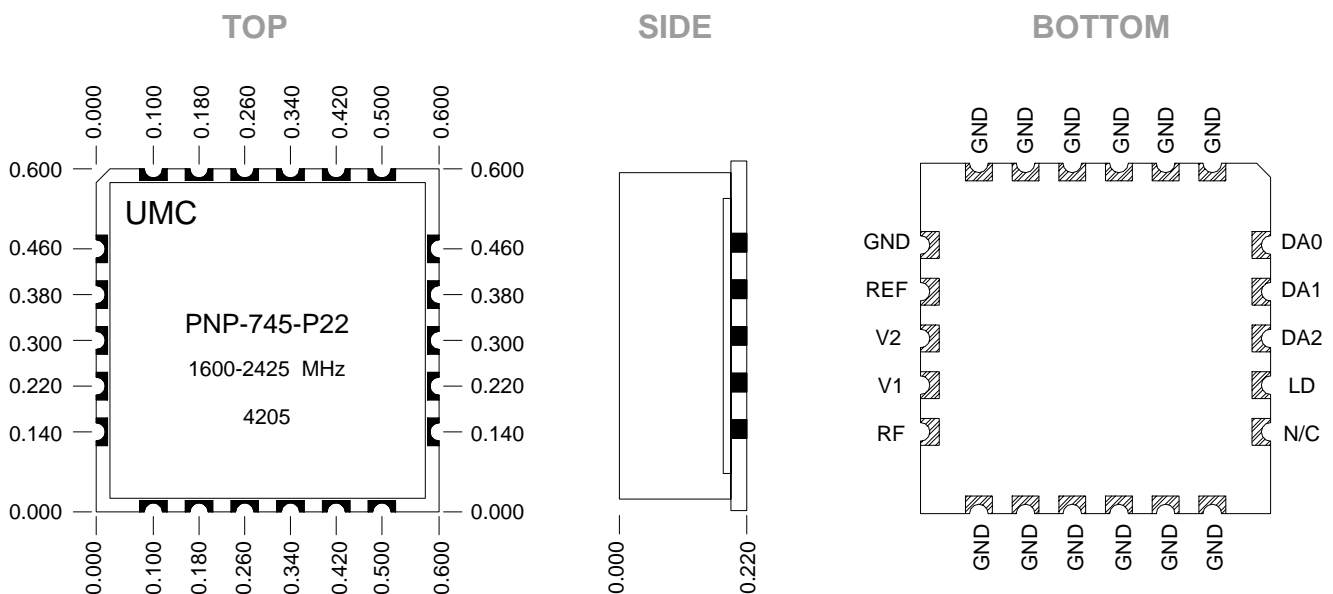 TOP
SIDE
BOTTOM
0.000 0.100 0.180 0.260 0.340 0.420 0.500 0.600
0.600 0.600
0.460 0.460
0.380 0.380
0.300 0.300
0.220 0.220
0.140 0.140
0.000 0.000
UMC
PNP-745-P22
1600-2425 MHz
4205
0.000 0.100 0.180 0.260 0.340 0.420 0.500 0.600
0.000 0.220
GND GND GND GND GND GND
GND DA0
REF DA1
V2 DA2
V1 LD
RF N/C
GND GND GND GND GND GND